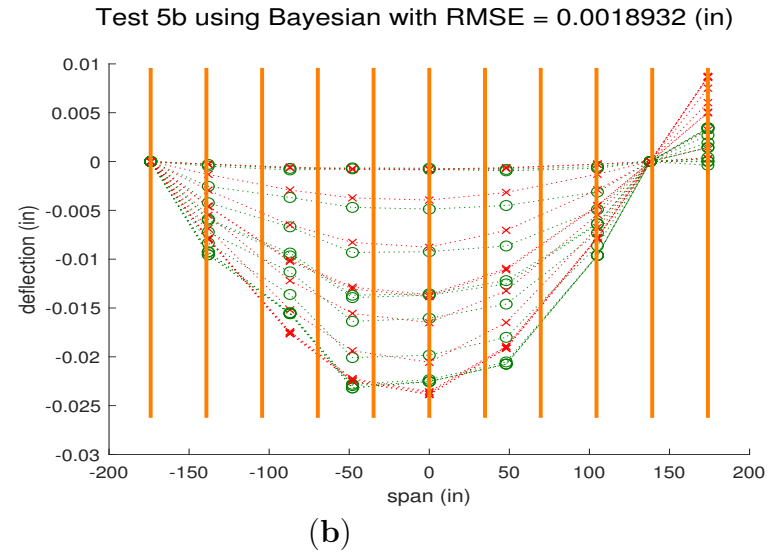 Test 5b using Bayesian with RMSE = 0.0018932 (in)
0.01
0.005
0
-0.005
-0.01
-0.015
-0.02
-0.025
-0.03
deflection (in)
-200 -150 -100 -50 0 50 100 150 200
span (in)
(b)